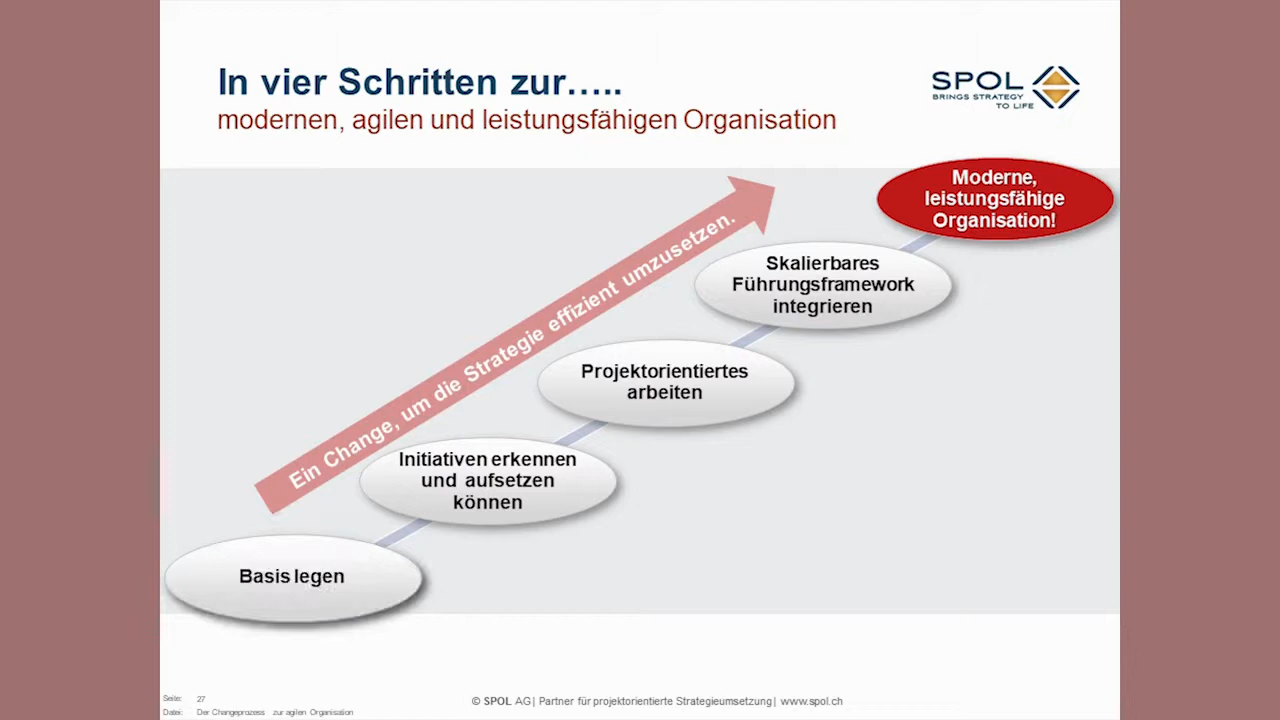 In vier Schritten zur…..
modernen, agilen und leistungsfähigen Organisation
SPOL
BRINGS STRATEGY
TO LIFE
Moderne,
leistungsfähige
Organisation!
Ein Change, um die Strategie effizient umzusetzen.
Skalierbares
Führungsframework
integrieren
Projektorientiertes
arbeiten
Initiativen erkennen
und aufsetzen
können
Basis legen
Seite: 27
Datei: Der Changeprozess zur agilen Organisation
© SPOL AG| Partner für projektorientierte Strategieumsetzung| www.spol.ch